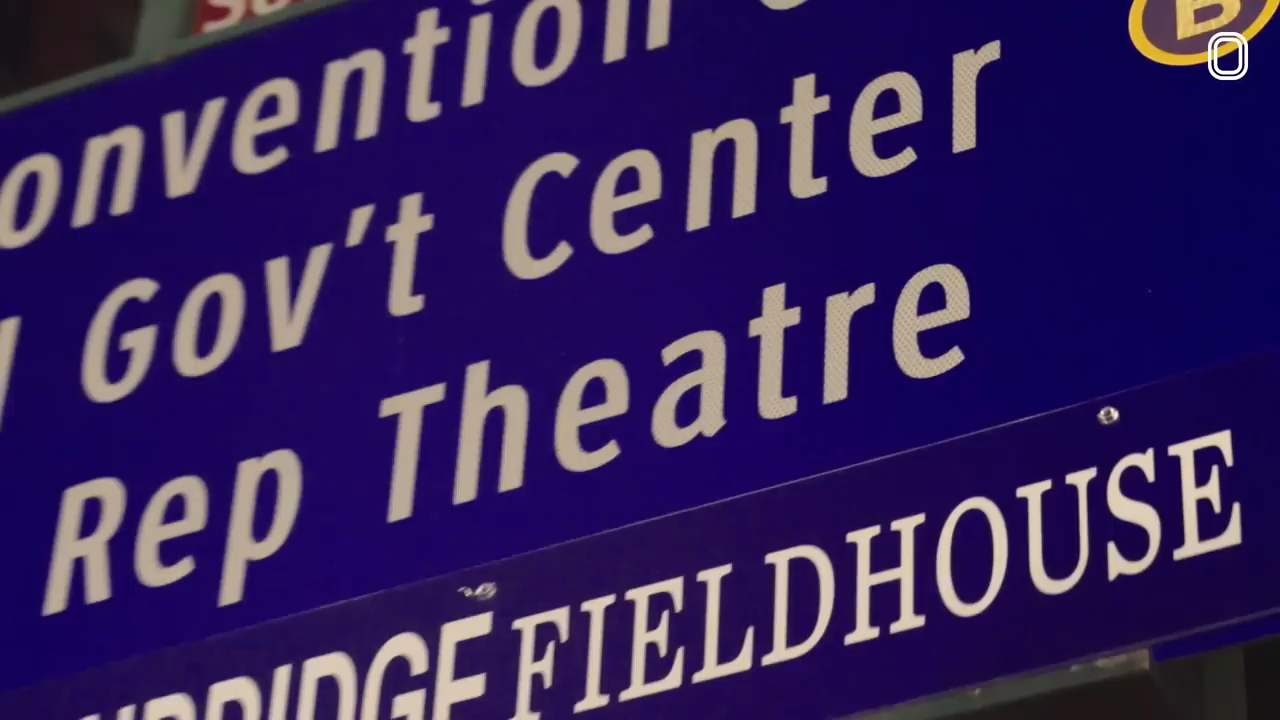 onvention
Gov't Center
Rep Theatre
FIELDHOUSE
B